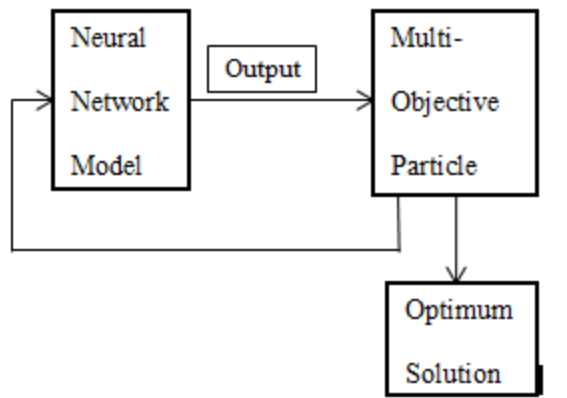 Neural
Network
Model
Output
Multi-
Objective
Particle
Optimum
Solution